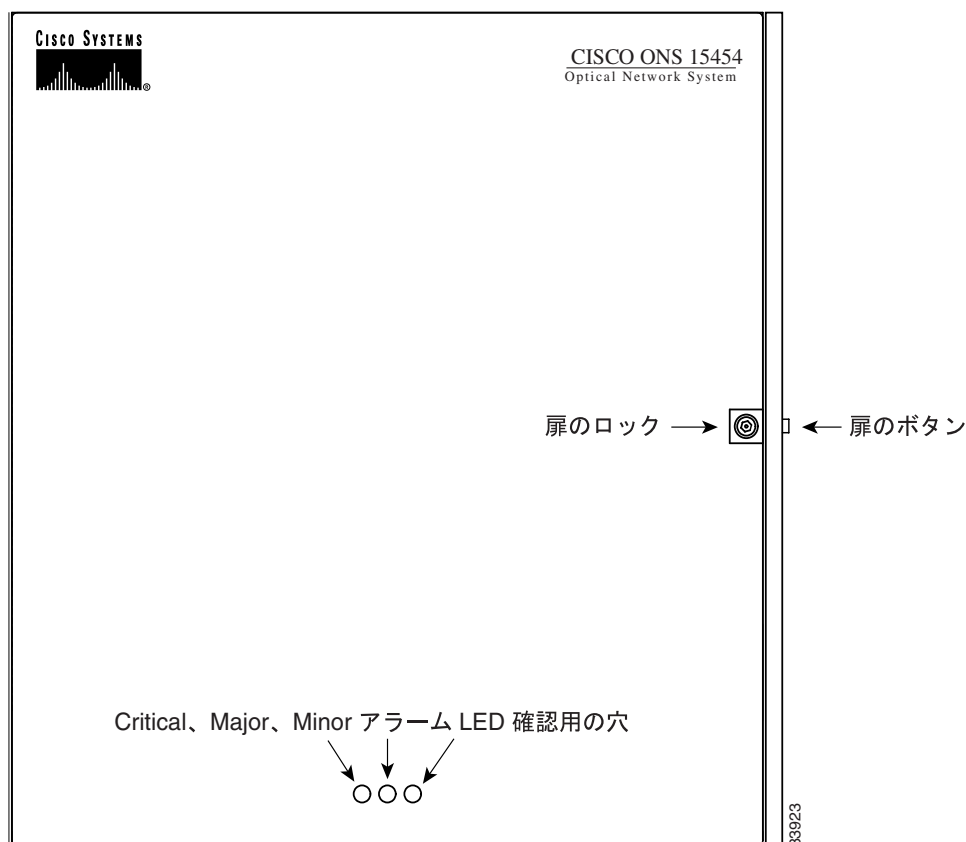 CISCO SYSTEMS
®
CISCO ONS 15454
Optical Network System
扉のロック
扉のボタン
Critical、Major、Minor アラーム LED 確認用の穴
33923